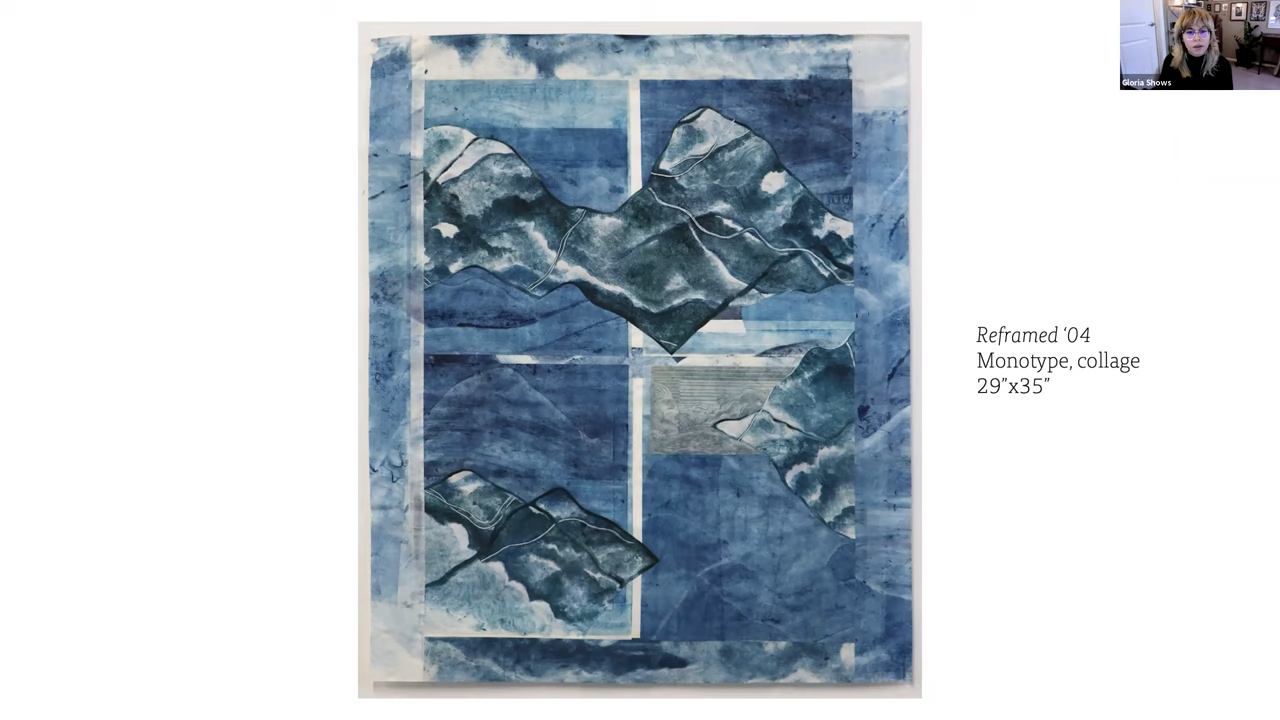 Gloria Shows
Reframed ‘04
Monotype, collage
29”x35”